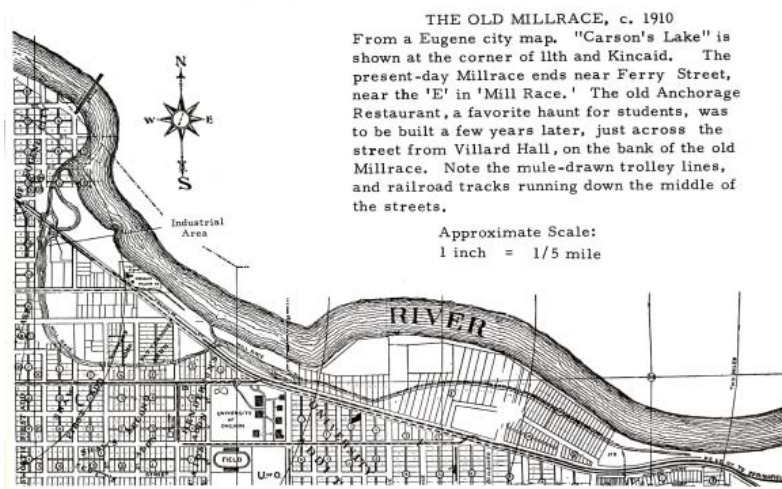 THE OLD MILLRACE, c. 1910
From a Eugene city map. "Carson's Lake" is
shown at the corner of 11th and Kincaid. The
present-day Millrace ends near Ferry Street,
near the 'E' in 'Mill Race.' The old Anchorage
Restaurant, a favorite haunt for students, was
to be built a few years later, just across the
street from Villard Hall, on the bank of the old
Millrace. Note the mule-drawn trolley lines,
and railroad tracks running down the middle of
the streets.
Approximate Scale:
1 inch = 1/5 mile
N
W E
S
Industrial
Area
RIVER
UNIVERSITY
OF
OREGON
UNIVERSITY
FIELD
STREET